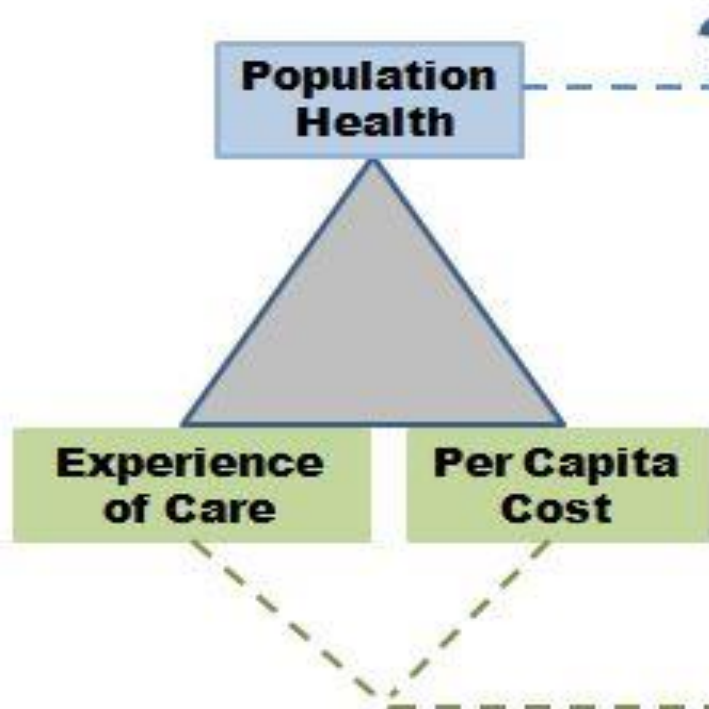 Population
Health
Experience
of Care
Per Capita
Cost